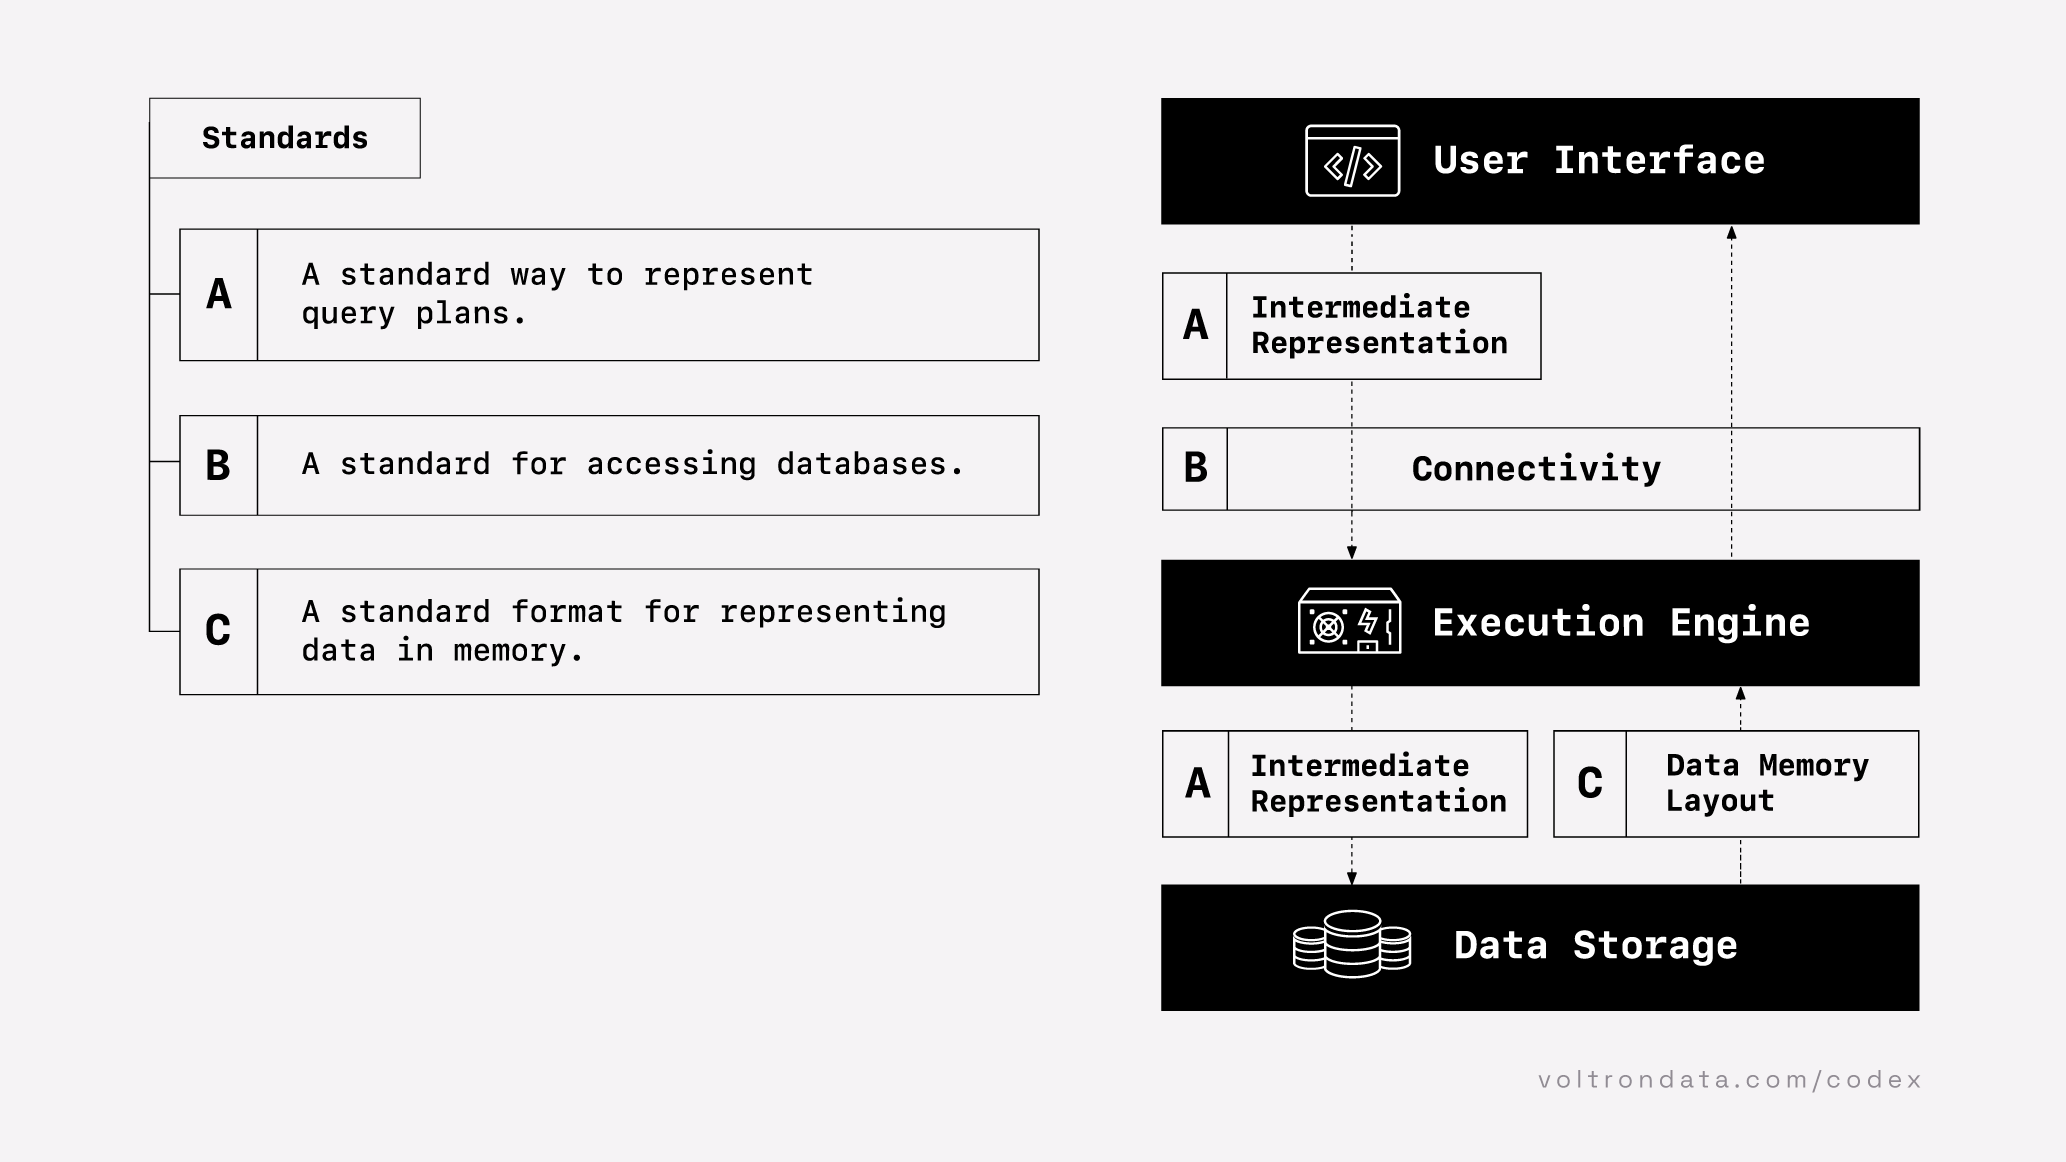 Standards
A
A standard way to represent
query plans.
B
A standard for accessing databases.
C
A standard format for representing
data in memory.
User Interface
A
Intermediate
Representation
B
Connectivity
Execution Engine
A
Intermediate
Representation
C
Data Memory
Layout
Data Storage
voltrondata.com/codex